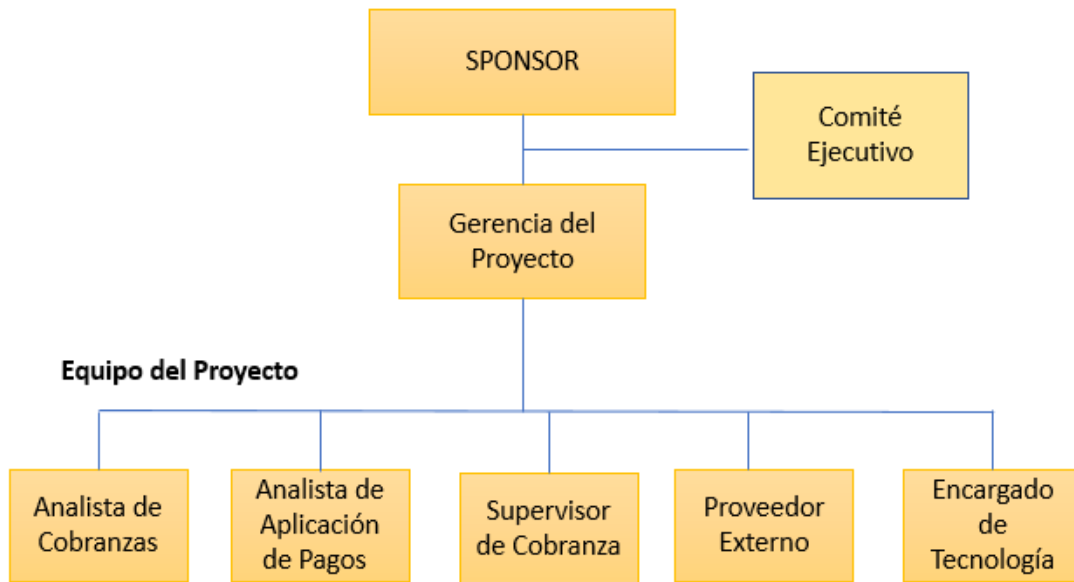 SPONSOR
Comité
Ejecutivo
Gerencia del
Proyecto
Equipo del Proyecto
Analista de
Cobranzas
Analista de
Aplicación
de Pagos
Supervisor
de Cobranza
Proveedor
Externo
Encargado
de
Tecnología